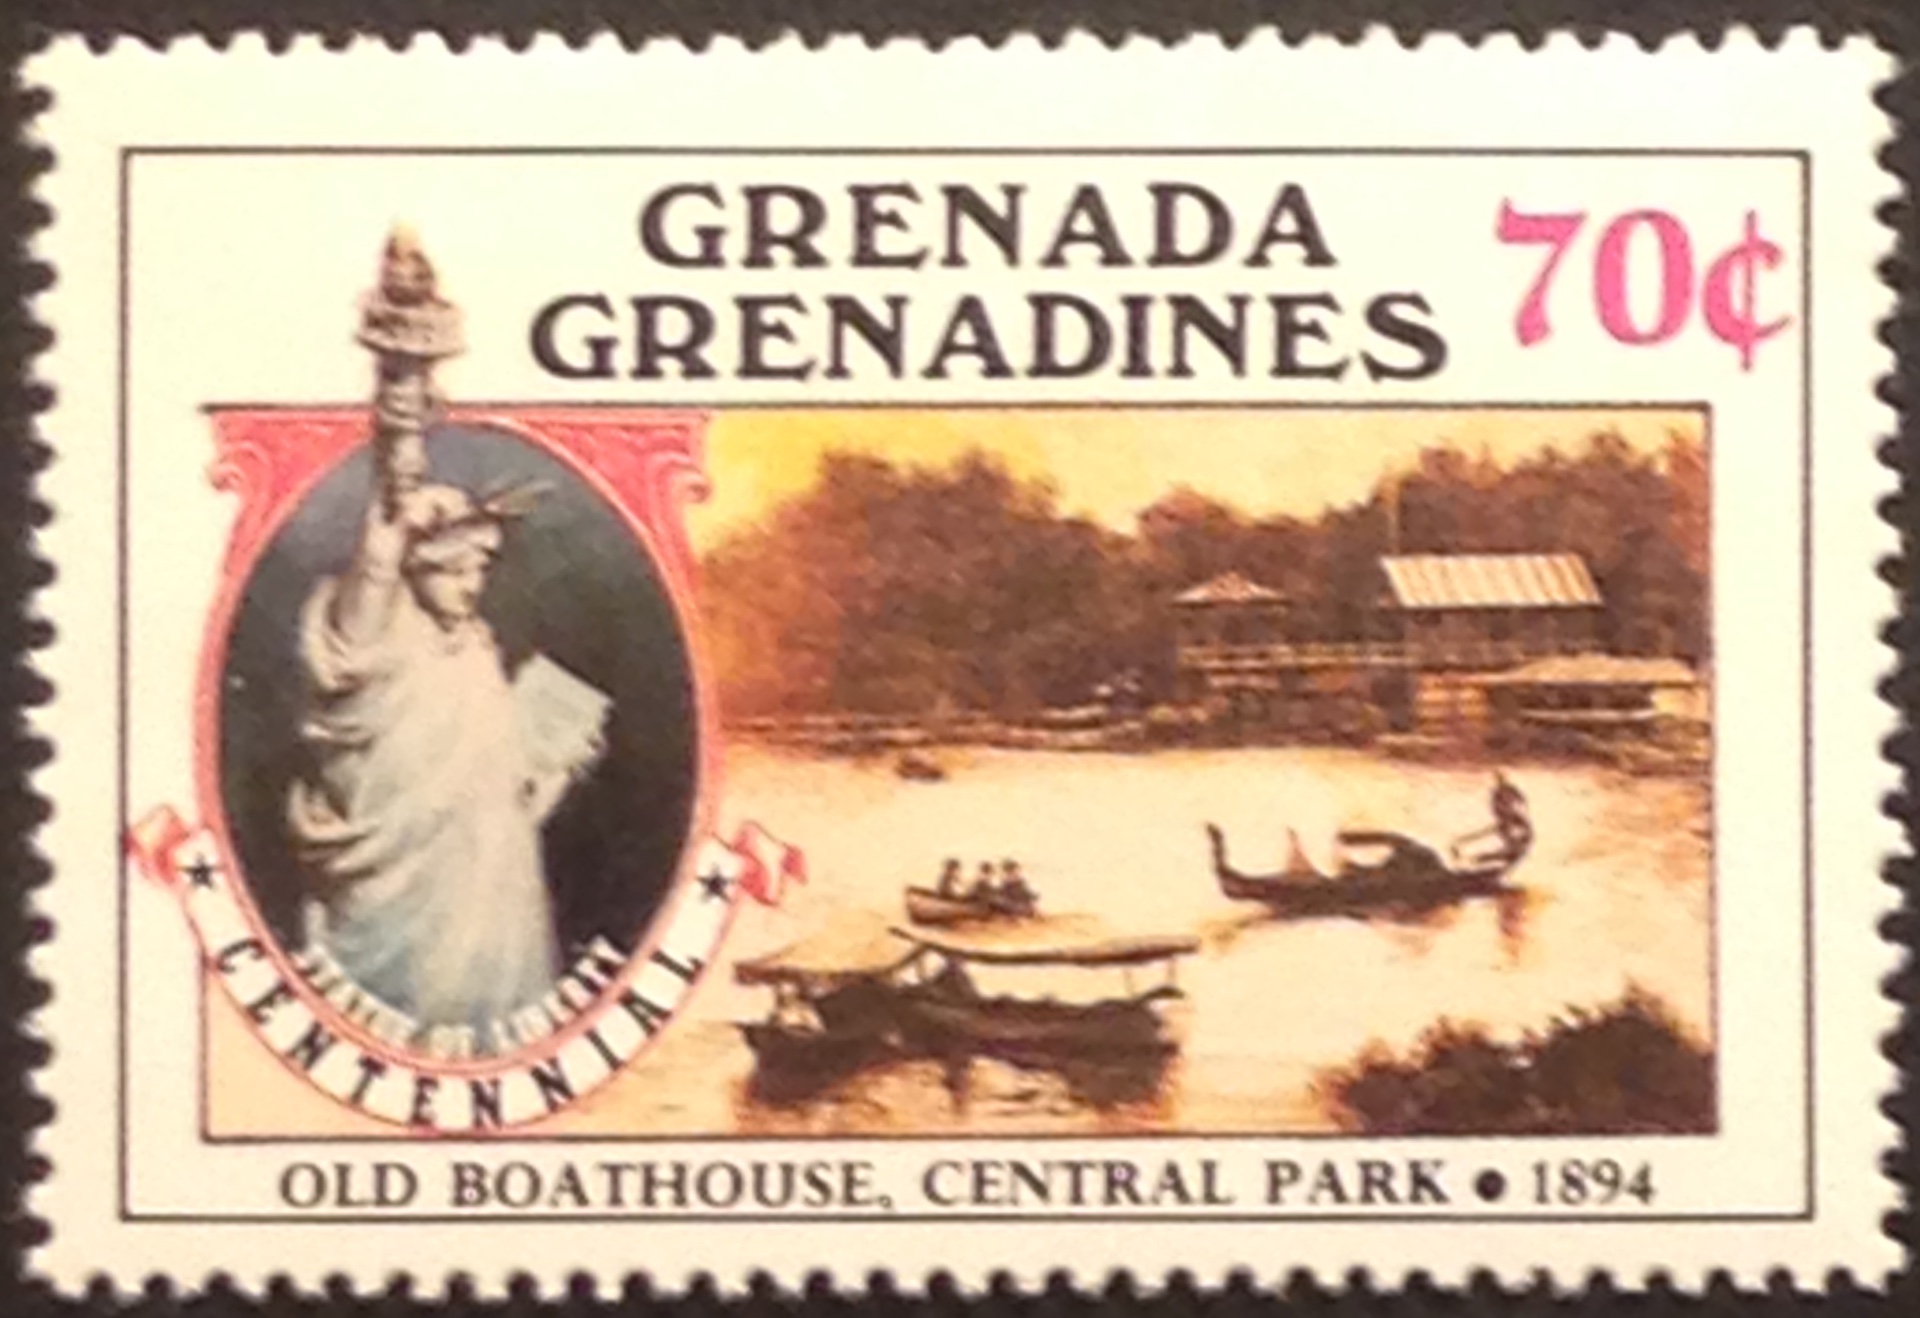 GRENADA
GRENADINES
70¢
CENTENNIAL
OLD BOATHOUSE, CENTRAL PARK • 1894